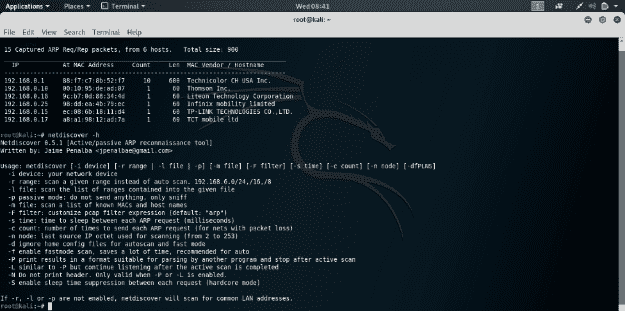 Applications Places Terminal Wed 08:41
root@kali: ~
File Edit View Search Terminal Help
15 Captured ARP Req/Rep packets, from 6 hosts. Total size: 900
IP At MAC Address Count Len MAC Vendor / Hostname
192.168.0.1 10 600 Technicolor CH USA Inc.
192.168.0.10 00:10:95:de:ad:07 1 60 Thomson Inc.
192.168.0.16 1 60 Liteon Technology Corporation
192.168.0.25 1 60 Infinix mobility limited
192.168.0.15 1 60 TP-LINK TECHNOLOGIES CO.,LTD.
192.168.0.17 1 60 TCT mobile ltd
root@kali:~# netdiscover -h
Netdiscover 0.5.1 [Active/passive ARP reconnaissance tool]
Written by: Jaime Penalba <jpenalbae@gmail.com>
Usage: netdiscover [-i device] [-r range | -l file | -p] [-m file] [-F filter] [-s time] [-c count] [-n node] [-dfPLNS]
-i device: your network device
-r range: scan a given range instead of auto scan. 192.168.6.0/24,/16,/8
-l file: scan the list of ranges contained into the given file
-p passive mode: do not send anything, only sniff
-m file: scan a list of known MACs and host names
-F filter: customize pcap filter expression (default: "arp")
-s time: time to sleep between each ARP request (milliseconds)
-c count: number of times to send each ARP request (for nets with packet loss)
-n node: last source IP octet used for scanning (from 2 to 253)
-d ignore home config files for autoscan and fast mode
-f enable fastmode scan, saves a lot of time, recommended for auto
-P print results in a format suitable for parsing by another program and stop after active scan
-L similar to -P but continue listening after the active scan is completed
-N Do not print header. Only valid when -P or -L is enabled.
-S enable sleep time suppression between each request (hardcore mode)
If -r, -l or -p are not enabled, netdiscover will scan for common LAN addresses.
root@kali:~#